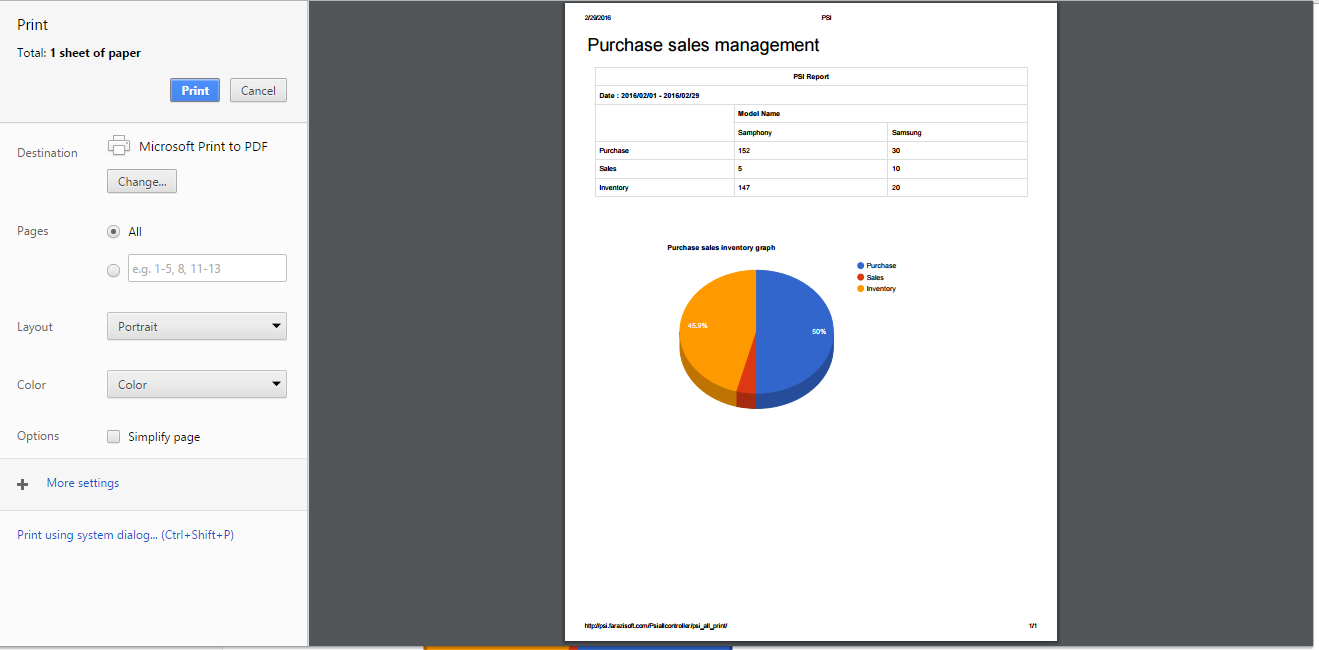 Print
Total: 1 sheet of paper
Print Cancel
Destination Microsoft Print to PDF
Change...
Pages All
e.g. 1-5, 8, 11-13
Layout Portrait
Color Color
Options Simplify page
More settings
Print using system dialog... (Ctrl+Shift+P)
2/29/2016 PSI
Purchase sales management
PSI Report
Date : 2016/02/01 - 2016/02/29
Model Name
Samphony Samsung
Purchase 152 30
Sales 5 10
Inventory 147 20
Purchase sales inventory graph
Purchase
Sales
Inventory
45.9% 50%
http://psi.farazisoft.com/Psiallcontroller/psi_all_print/ 1/1